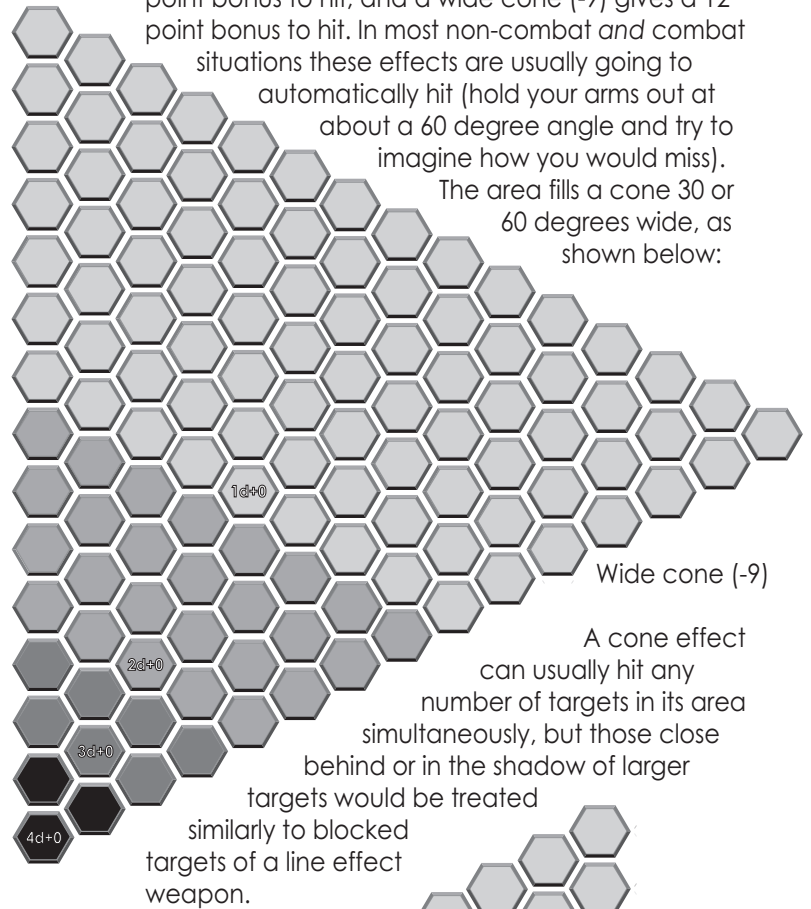 point bonus to hit, and a wide cone (-9) gives a 12
point bonus to hit. In most non-combat and combat
situations these effects are usually going to
automatically hit (hold your arms out at
about a 60 degree angle and try to
imagine how you would miss).
The area fills a cone 30 or
60 degrees wide, as
shown below:
1d+0
Wide cone (-9)
A cone effect
2d+0
can usually hit any
number of targets in its area
simultaneously, but those close
3d+0
behind or in the shadow of larger
targets would be treated
similarly to blocked
4d+0
targets of a line effect
weapon.